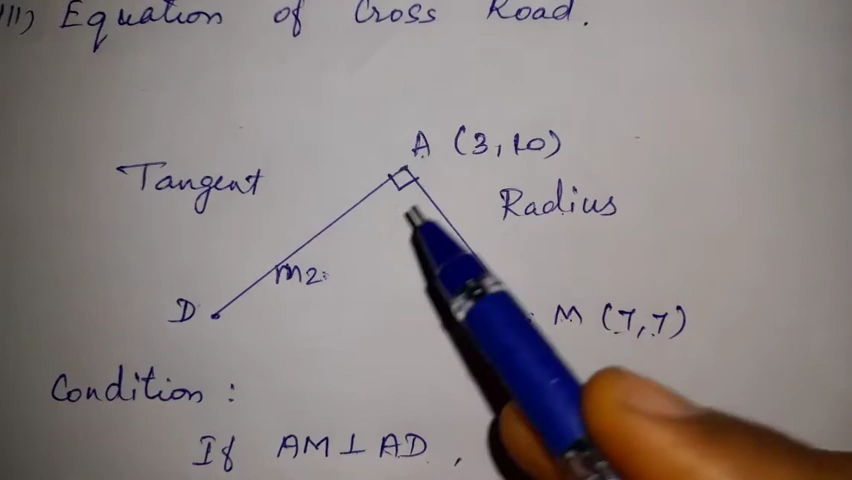 III) Equation of Cross Road.
A (3,10)
Tangent
Radius
m2
D
M (7,7)
Condition :
If AM ⊥ AD ,